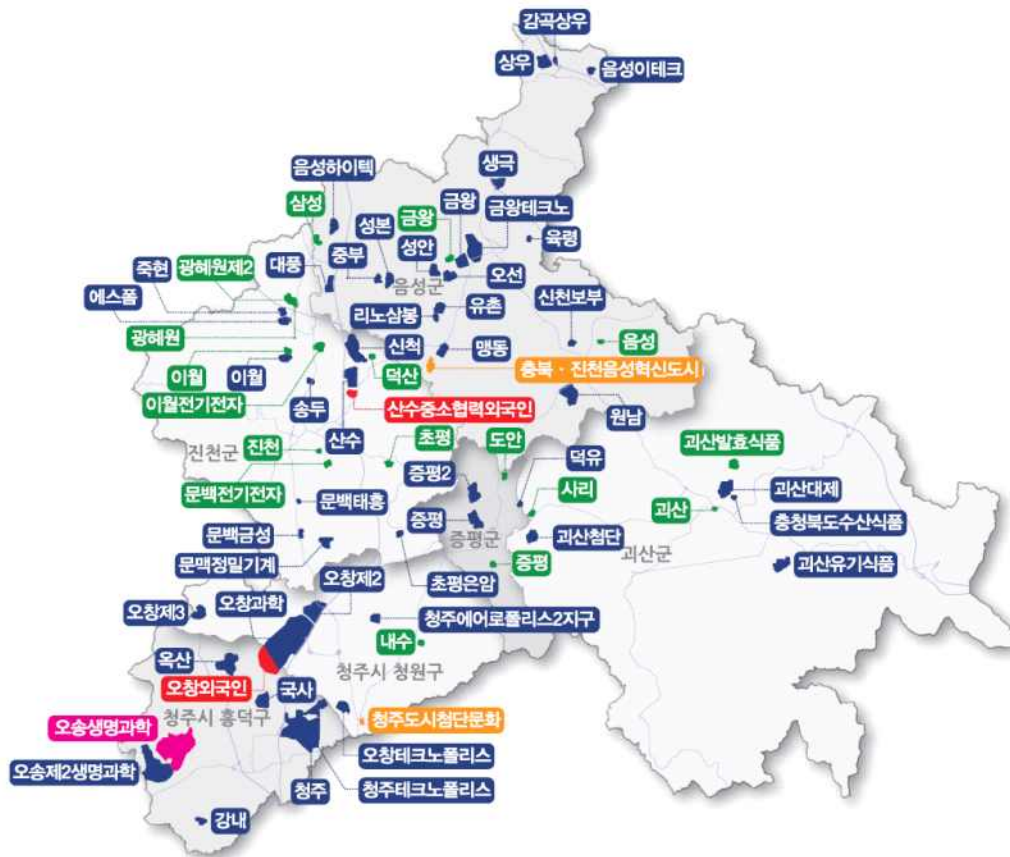 감곡상우
상우
음성이테크
생극
음성하이텍
삼성
성본
금왕
금왕
금왕테크노
육령
죽현
광혜원제2
대풍
중부
성안
오선
음성군
에스폼
리노삼봉
유촌
신천보부
광혜원
신척
맹동
음성
이월
이월
덕산
충북 · 진천음성혁신도시
이월전기전자
송두
산수
산수중소협력외국인
원남
진천군
진천
초평
도안
괴산발효식품
문백전기전자
증평2
덕유
사리
괴산대제
괴산
충청북도수산식품
문백태흥
증평
증평군
괴산첨단
괴산군
문백금성
문맥정밀기계
초평은암
증평
괴산유기식품
오창제3
오창과학
오창제2
청주에어로폴리스2지구
내수
옥산
청주시 청원구
오창외국인
국사
청주시 흥덕구
오송생명과학
청주도시첨단문화
오창테크노폴리스
오송제2생명과학
청주
청주테크노폴리스
강내